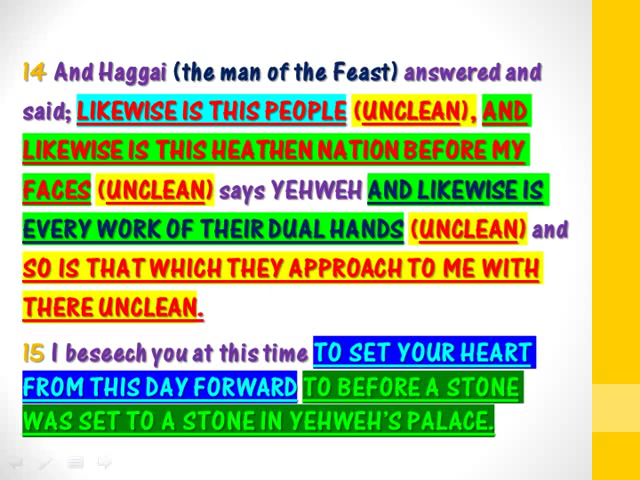 14 And Haggai (the man of the Feast) answered and
said; LIKEWISE IS THIS PEOPLE (UNCLEAN), AND
LIKEWISE IS THIS HEATHEN NATION BEFORE MY
FACES (UNCLEAN) says YEHWEH AND LIKEWISE IS
EVERY WORK OF THEIR DUAL HANDS (UNCLEAN) and
SO IS THAT WHICH THEY APPROACH TO ME WITH
THERE UNCLEAN.
15 I beseech you at this time TO SET YOUR HEART
FROM THIS DAY FORWARD TO BEFORE A STONE
WAS SET TO A STONE IN YEHWEH'S PALACE.